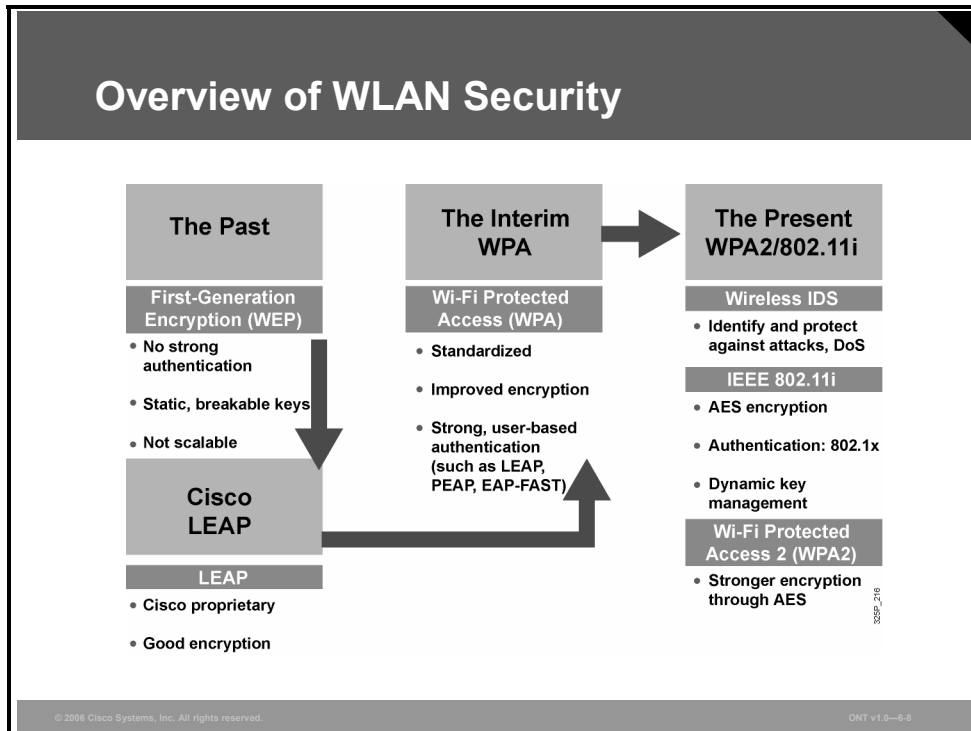 Overview of WLAN Security
The Past
First-Generation
Encryption (WEP)
• No strong
authentication
• Static, breakable keys
• Not scalable
Cisco
LEAP
LEAP
• Cisco proprietary
• Good encryption
The Interim
WPA
Wi-Fi Protected
Access (WPA)
• Standardized
• Improved encryption
• Strong, user-based
authentication
(such as LEAP,
PEAP, EAP-FAST)
The Present
WPA2/802.11i
Wireless IDS
• Identify and protect
against attacks, DoS
IEEE 802.11i
• AES encryption
• Authentication: 802.1x
• Dynamic key
management
Wi-Fi Protected
Access 2 (WPA2)
• Stronger encryption
through AES
325P_216
© 2006 Cisco Systems, Inc. All rights reserved.
ONT v1.0—6-8